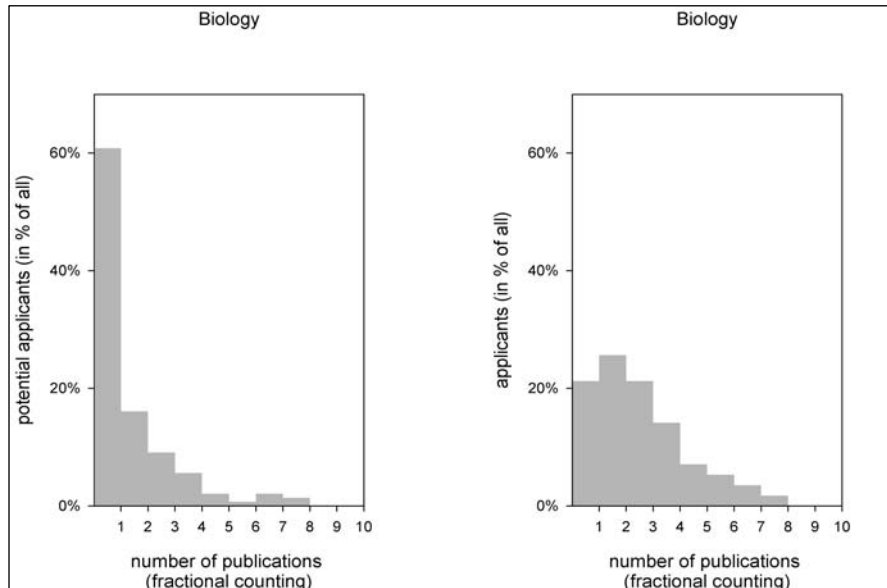 Biology
potential applicants (in % of all)
60%
40%
20%
0%
1 2 3 4 5 6 7 8 9 10
number of publications
(fractional counting)
Biology
applicants (in % of all)
60%
40%
20%
0%
1 2 3 4 5 6 7 8 9 10
number of publications
(fractional counting)